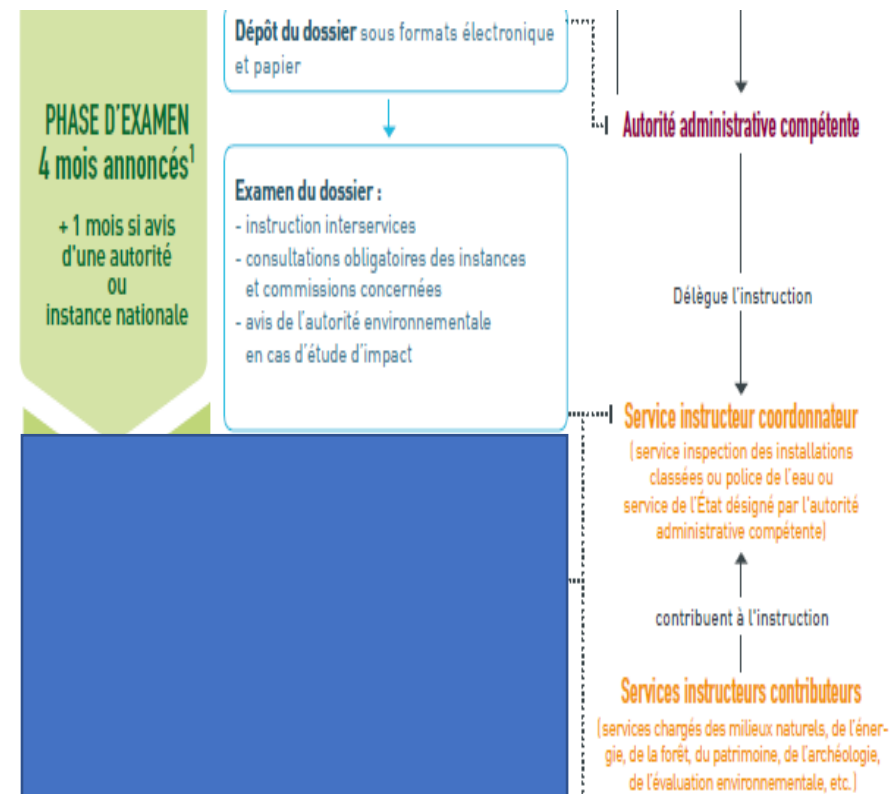 PHASE D'EXAMEN
4 mois annoncés¹
+ 1 mois si avis
d'une autorité
ou
instance nationale
Dépôt du dossier sous formats électronique
et papier
Examen du dossier :
- instruction interservices
- consultations obligatoires des instances
et commissions concernées
- avis de l'autorité environnementale
en cas d'étude d'impact
Autorité administrative compétente
Délègue l'instruction
Service instructeur coordonnateur
(service inspection des installations
classées ou police de l'eau ou
service de l'État désigné par l'autorité
administrative compétente)
contribuent à l'instruction
Services instructeurs contributeurs
(services chargés des milieux naturels, de l'éner-
gie, de la forêt, du patrimoine, de l'archéologie,
de l'évaluation environnementale, etc.)